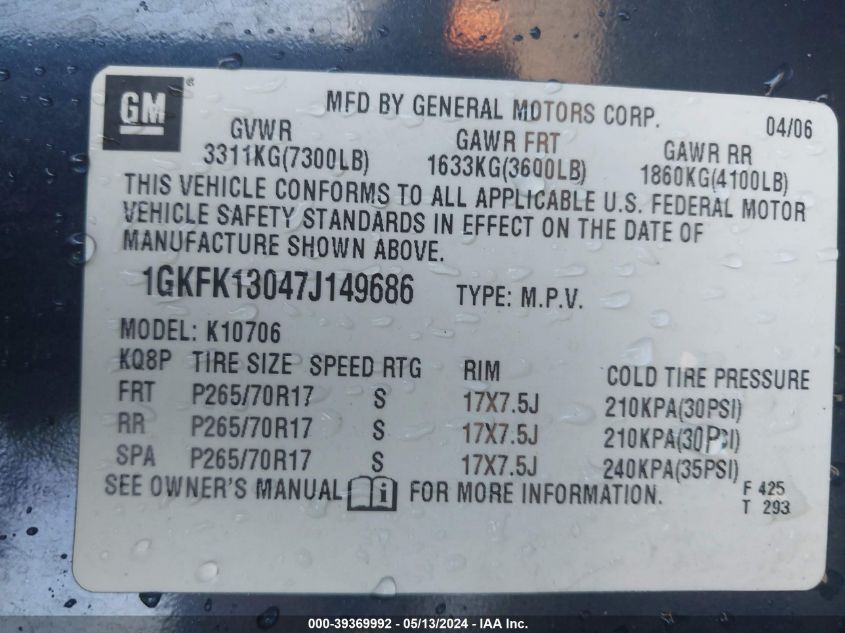 GM ®
MFD BY GENERAL MOTORS CORP. 04/06
GVWR GAWR FRT GAWR RR
3311KG(7300LB) 1633KG(3600LB) 1860KG(4100LB)
THIS VEHICLE CONFORMS TO ALL APPLICABLE U.S. FEDERAL MOTOR
VEHICLE SAFETY STANDARDS IN EFFECT ON THE DATE OF
MANUFACTURE SHOWN ABOVE.
1GKFK13047J149686 TYPE: M.P.V.
MODEL: K10706
KQ8P TIRE SIZE SPEED RTG RIM COLD TIRE PRESSURE
FRT P265/70R17 S 17X7.5J 210KPA(30PSI)
RR P265/70R17 S 17X7.5J 210KPA(30PSI)
SPA P265/70R17 S 17X7.5J 240KPA(35PSI)
SEE OWNER'S MANUAL i FOR MORE INFORMATION. F 425
T 293
000-39369992 - 05/13/2024 - IAA Inc.